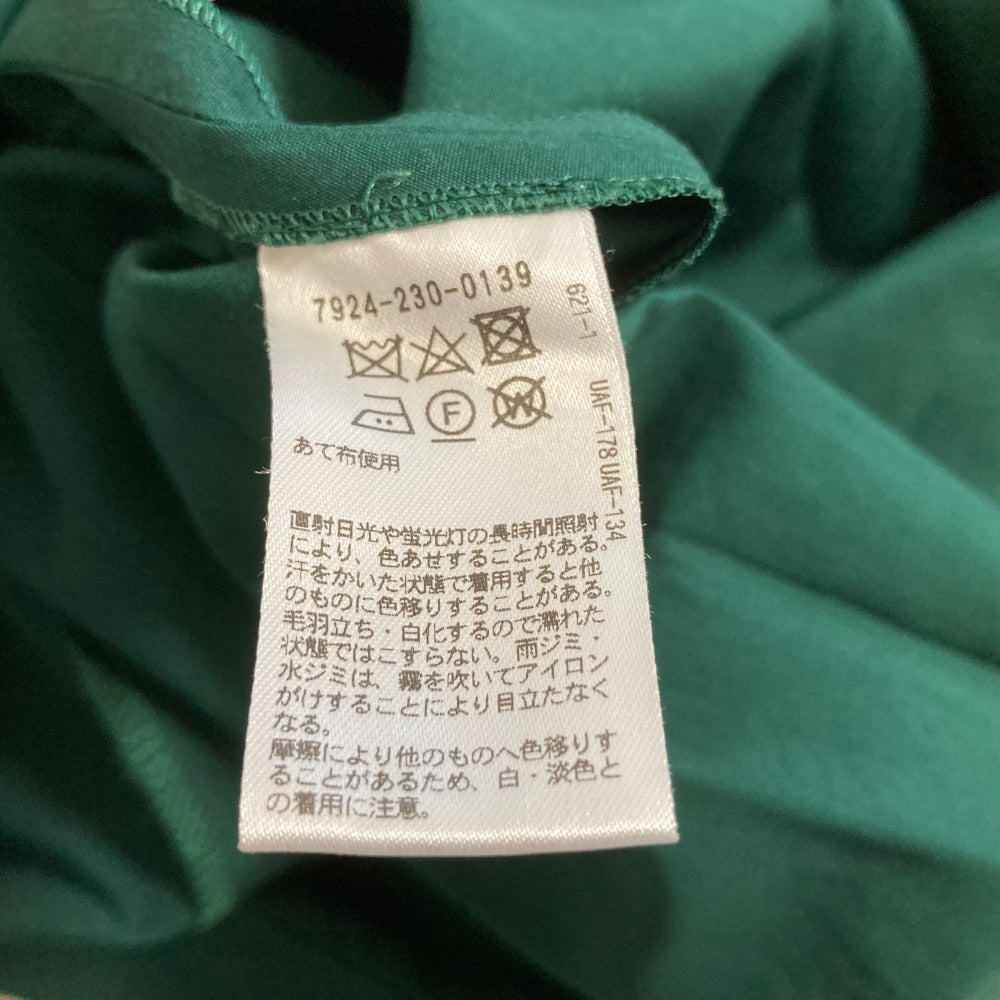 7924-230-0139
F
W
あて布使用
直射日光や蛍光灯の長時間照射
により、色あせすることがある。
汗をかいた状態で着用すると他
のものに色移りすることがある。
毛羽立ち・白化するので濡れた
状態ではこすらない。雨ジミ・
水ジミは、霧を吹いてアイロン
がけすることにより目立たなく
なる。
摩擦により他のものへ色移りす
ることがあるため、白・淡色と
の着用に注意。
621-1
UAF-178 UAF-134